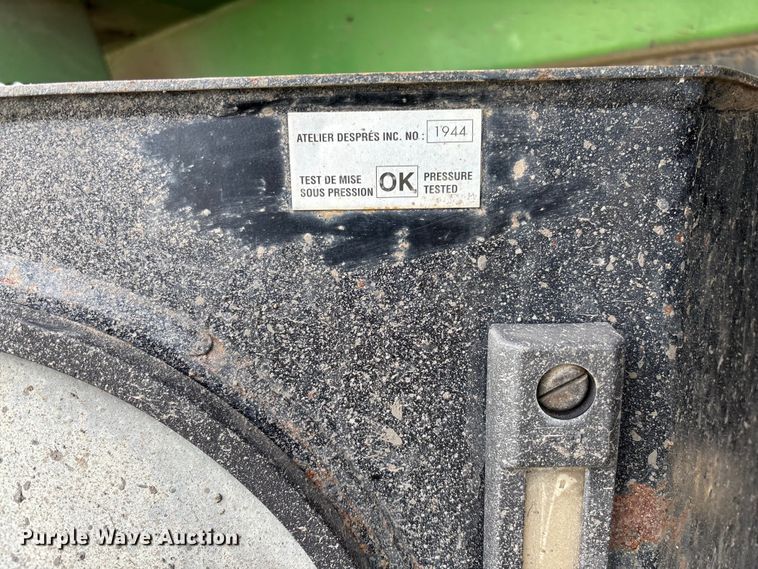 ATELIER DESPRÉS INC. NO : 1944
TEST DE MISE
SOUS PRESSION
OK
PRESSURE
TESTED
Purple Wave Auction